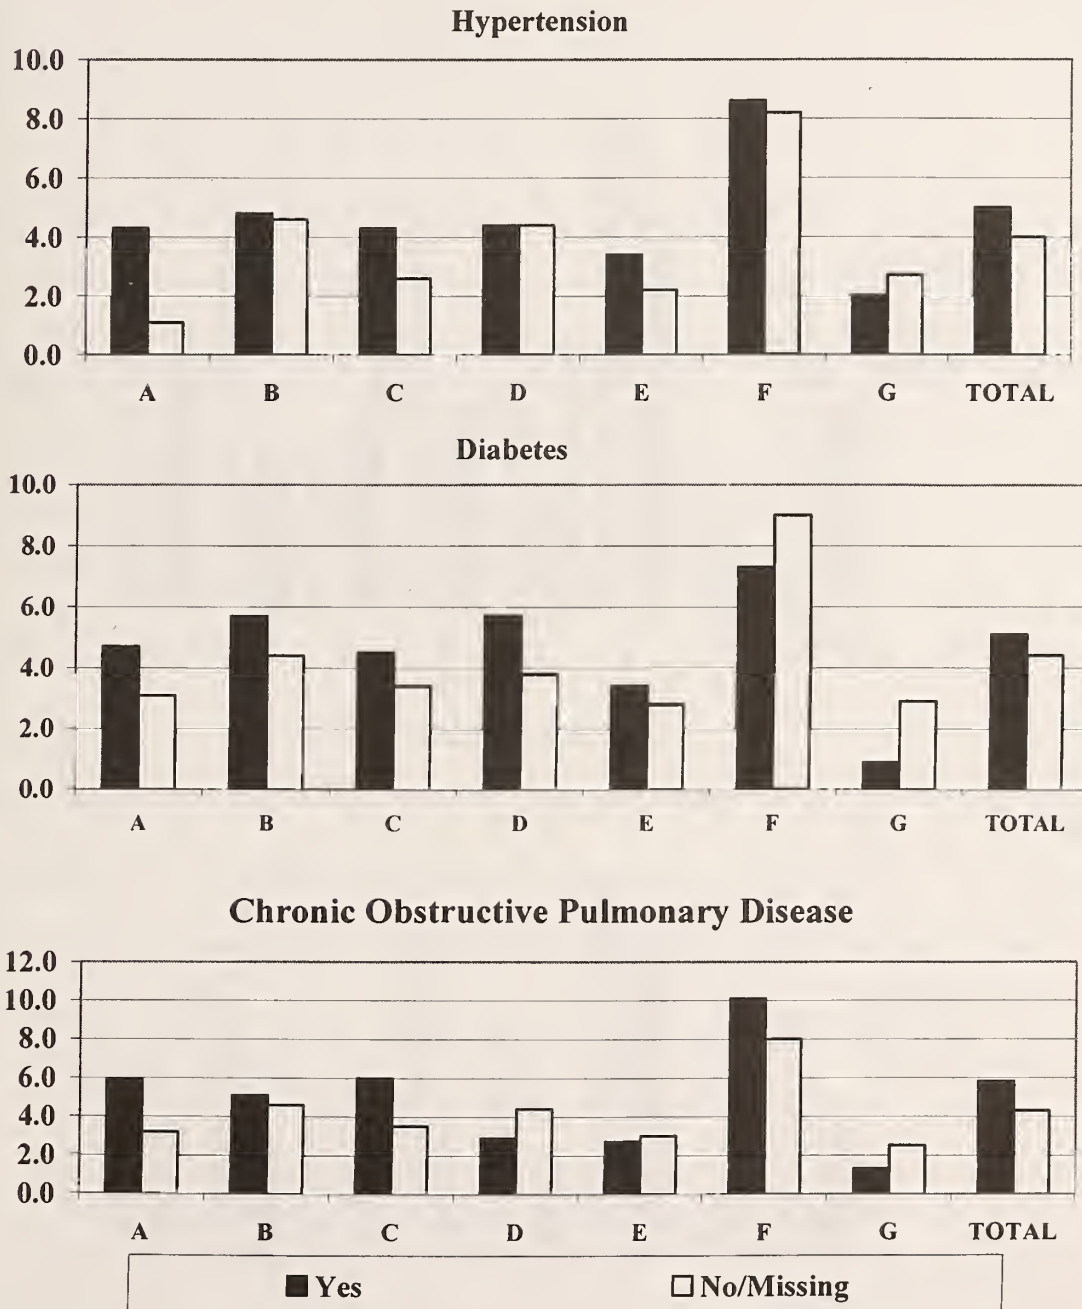 Hypertension
10.0
8.0
6.0
4.0
2.0
0.0
A B C D E F G TOTAL
Diabetes
10.0
8.0
6.0
4.0
2.0
0.0
A B C D E F G TOTAL
Chronic Obstructive Pulmonary Disease
12.0
10.0
8.0
6.0
4.0
2.0
0.0
A B C D E F G TOTAL
Yes No/Missing